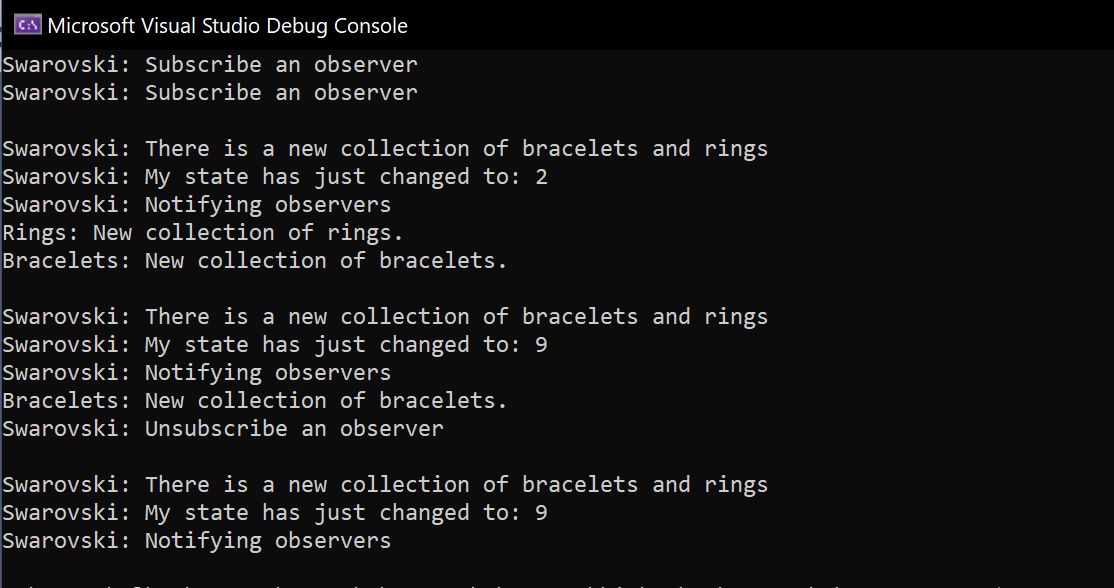 C:\ Microsoft Visual Studio Debug Console
Swarovski: Subscribe an observer
Swarovski: Subscribe an observer
Swarovski: There is a new collection of bracelets and rings
Swarovski: My state has just changed to: 2
Swarovski: Notifying observers
Rings: New collection of rings.
Bracelets: New collection of bracelets.
Swarovski: There is a new collection of bracelets and rings
Swarovski: My state has just changed to: 9
Swarovski: Notifying observers
Bracelets: New collection of bracelets.
Swarovski: Unsubscribe an observer
Swarovski: There is a new collection of bracelets and rings
Swarovski: My state has just changed to: 9
Swarovski: Notifying observers